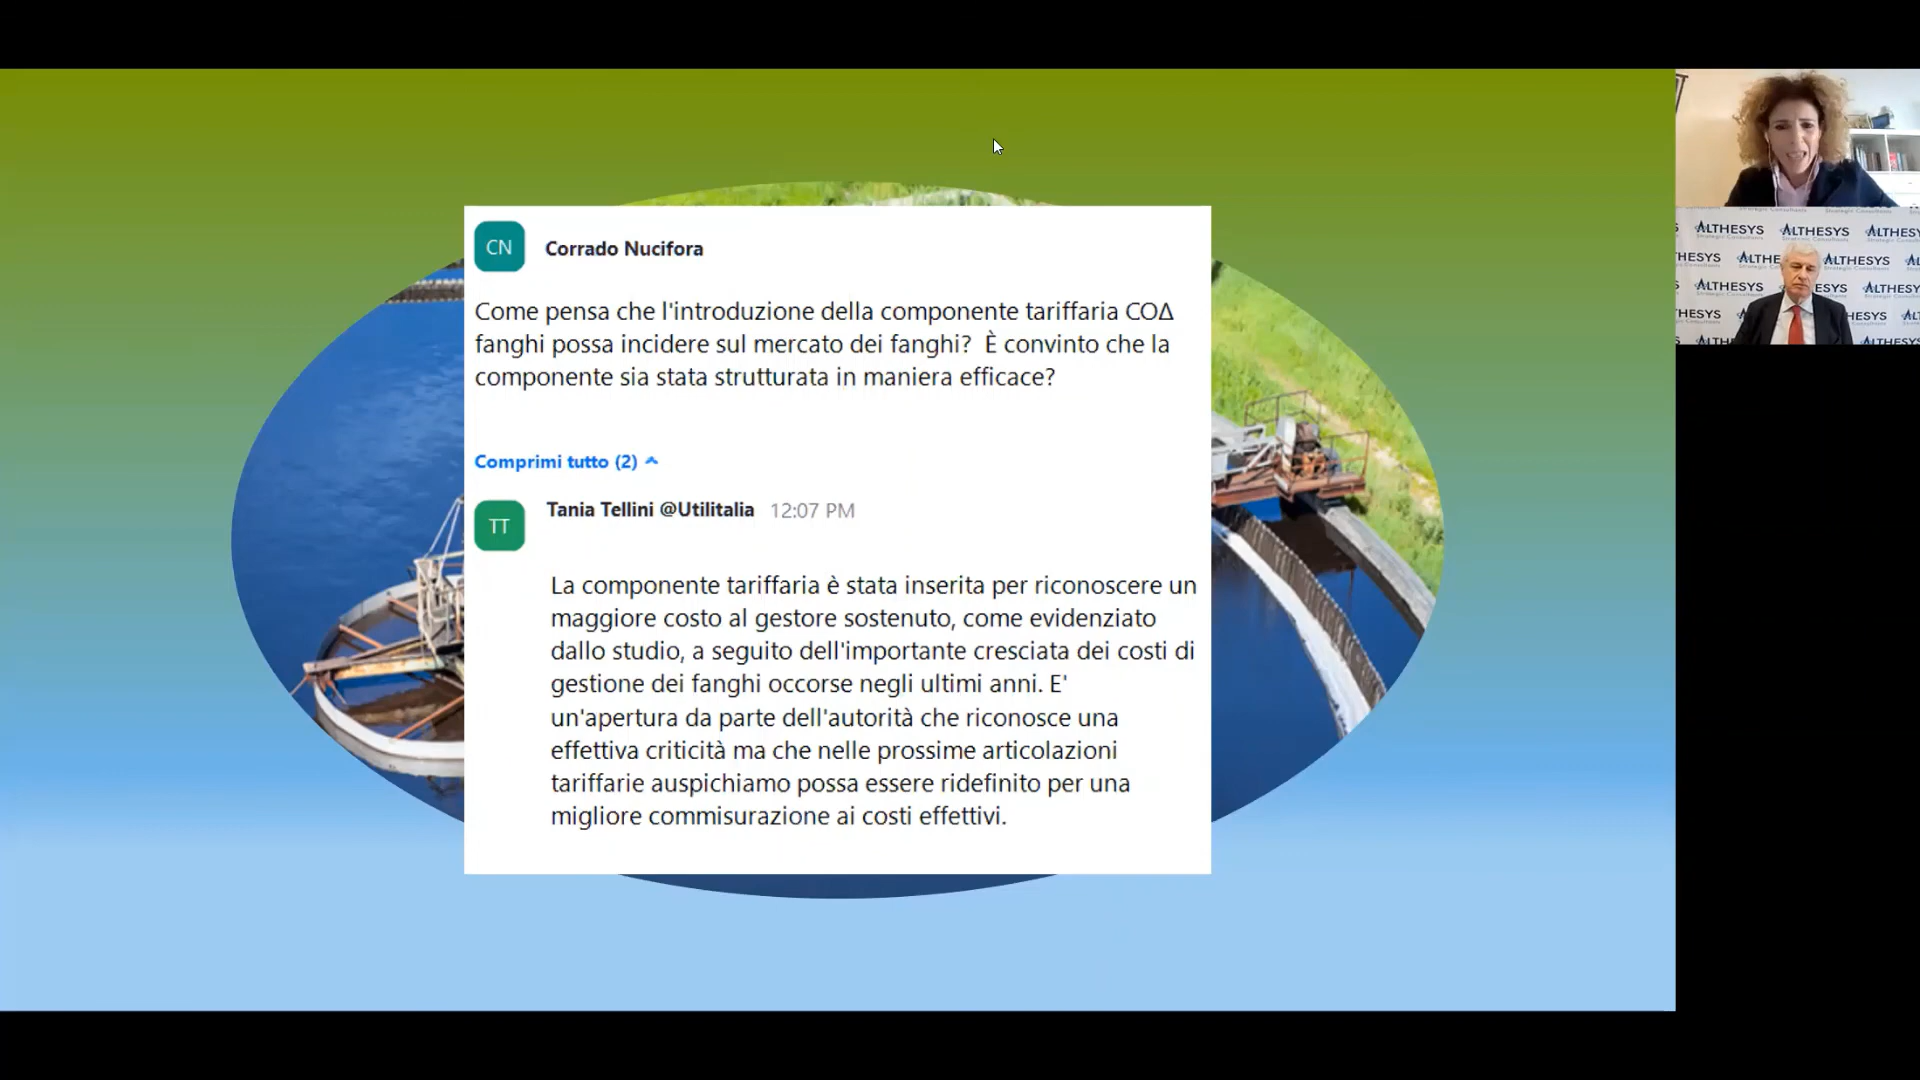 CN
Corrado Nucifora
Come pensa che l'introduzione della componente tariffaria CO∆
fanghi possa incidere sul mercato dei fanghi?  È convinto che la
componente sia stata strutturata in maniera efficace?
Comprimi tutto (2)
TT
Tania Tellini @Utilitalia 12:07 PM
La componente tariffaria è stata inserita per riconoscere un
maggiore costo al gestore sostenuto, come evidenziato
dallo studio, a seguito dell'importante cresciata dei costi di
gestione dei fanghi occorse negli ultimi anni. E'
un'apertura da parte dell'autorità che riconosce una
effettiva criticità ma che nelle prossime articolazioni
tariffarie auspichiamo possa essere ridefinito per una
migliore commisurazione ai costi effettivi.
ALTHESYS ALTHESYS ALTHESYS
Strategic Consultants